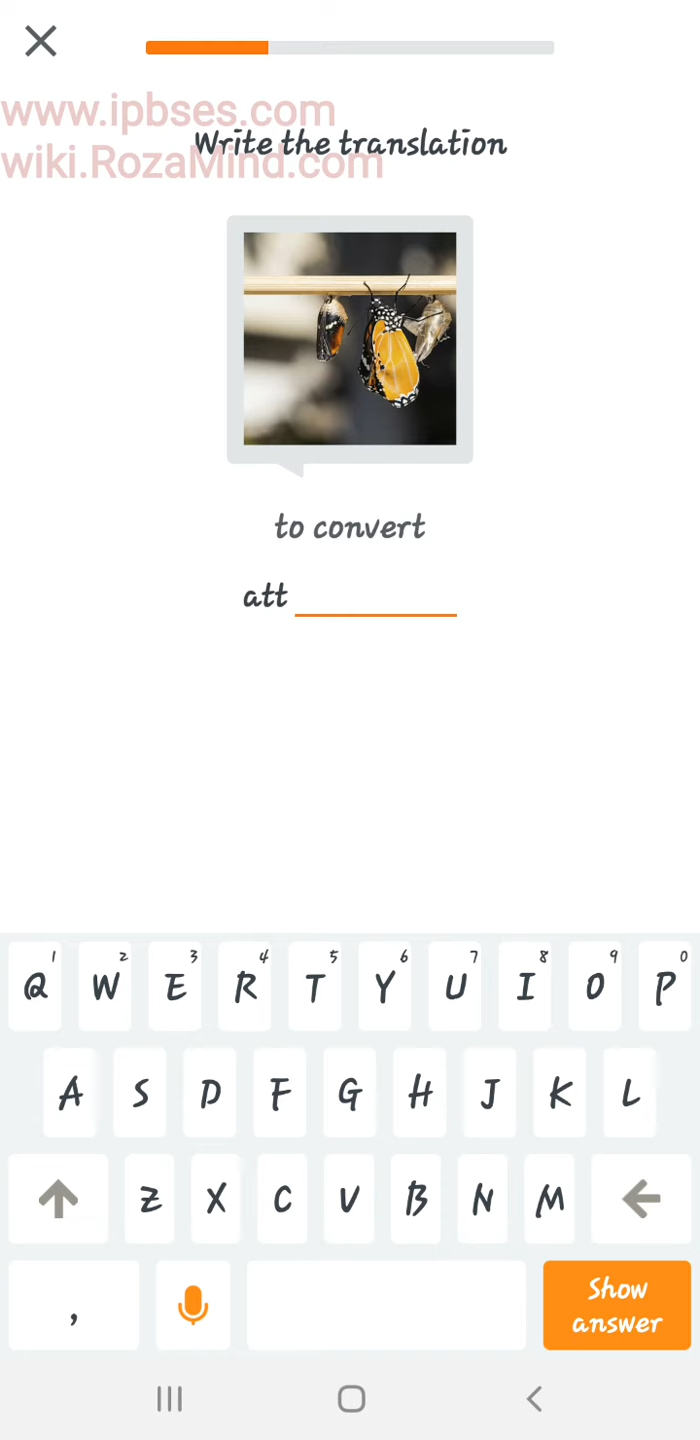 www.ipbses.com
Write the translation
wiki.RozaMind.com
to convert
att
1 2 3 4 5 6 7 8 9 0
Q W E R T Y U I O P
A S D F G H J K L
Z X C V B N M
,
Show
answer